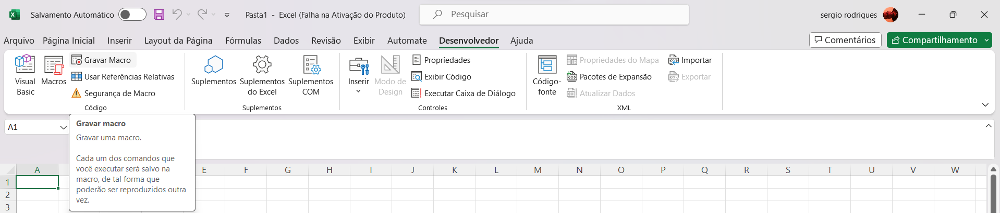 Salvamento Automático
Pasta1 - Excel (Falha na Ativação do Produto)
Pesquisar
sergio rodrigues
Arquivo Página Inicial Inserir Layout da Página Fórmulas Dados Revisão Exibir Automate Desenvolvedor Ajuda
Comentários
Compartilhamento
Visual
Basic
Macros
Gravar Macro
Usar Referências Relativas
Segurança de Macro
Código
Suplementos
Suplementos
do Excel
Suplementos
COM
Suplementos
Inserir
Modo de
Design
Propriedades
Exibir Código
Executar Caixa de Diálogo
Controles
Código-
fonte
Propriedades do Mapa
Pacotes de Expansão
Atualizar Dados
Importar
Exportar
XML
A1
Gravar macro
Gravar uma macro.
Cada um dos comandos que
você executar será salvo na
macro, de tal forma que
poderão ser reproduzidos outra
vez.
A E F G H I J K L M N O P Q R S T U V W
1
2
3